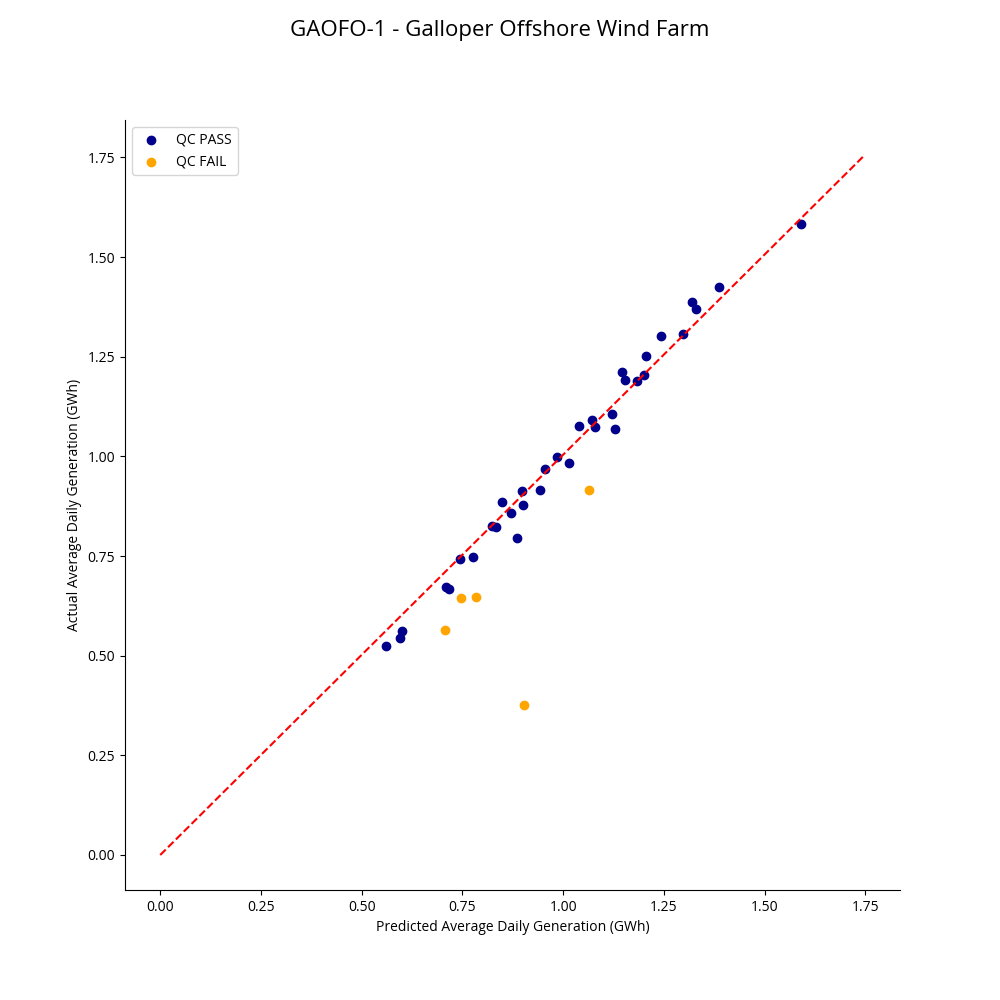 GAOFO-1 - Galloper Offshore Wind Farm
QC PASS
QC FAIL
1.75
1.50
1.25
1.00
0.75
0.50
0.25
0.00
Actual Average Daily Generation (GWh)
0.00 0.25 0.50 0.75 1.00 1.25 1.50 1.75
Predicted Average Daily Generation (GWh)